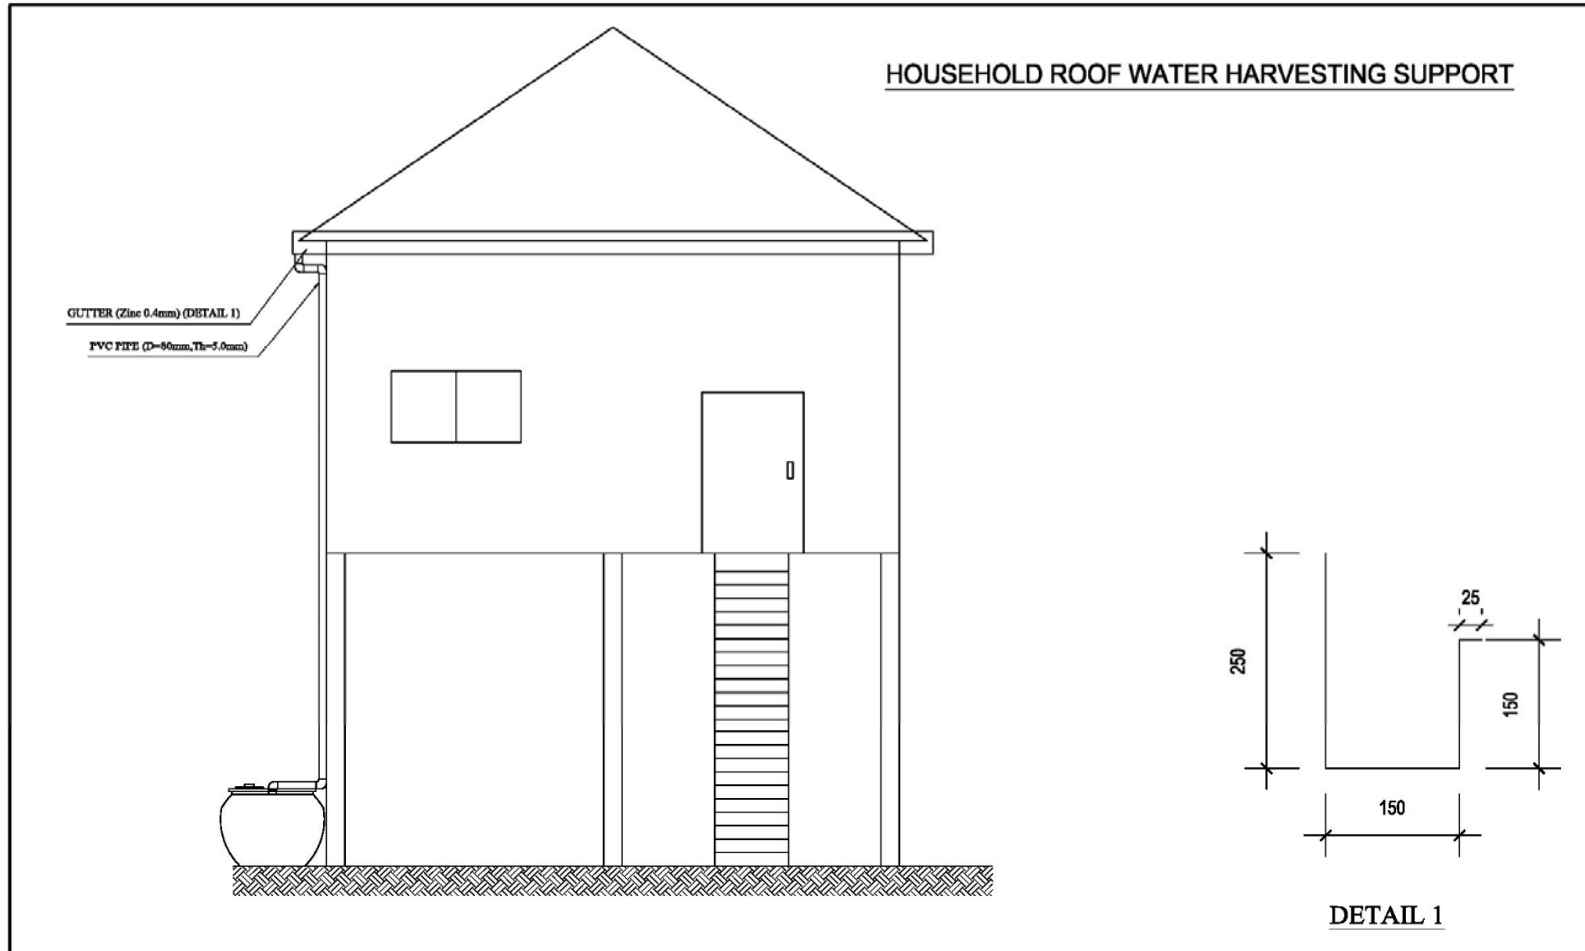 HOUSEHOLD ROOF WATER HARVESTING SUPPORT
GUTTER (Zinc 0.4mm) (DETAIL 1)
PVC PIPE (D=80mm,Th=5.0mm)
25
250
150
150
DETAIL 1